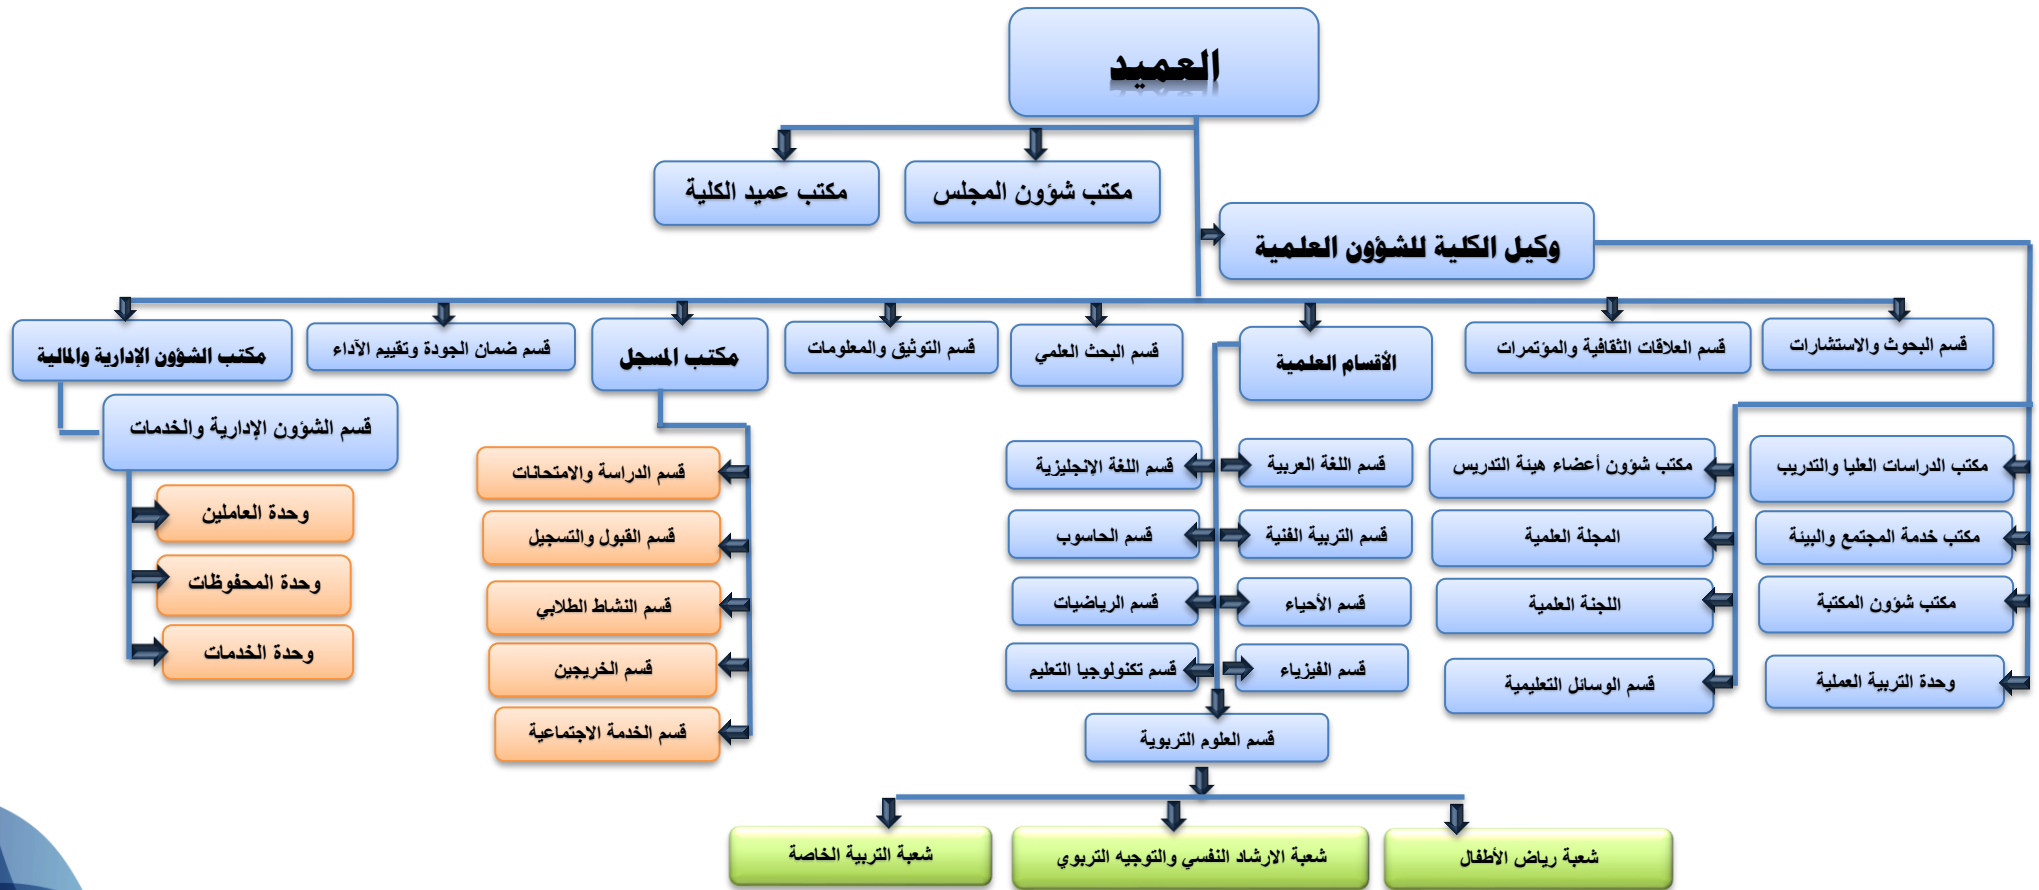 العميد
مكتب شؤون المجلس
مكتب عميد الكلية
وكيل الكلية للشؤون العلمية
قسم البحوث والاستشارات
قسم العلاقات الثقافية والمؤتمرات
الأقسام العلمية
قسم البحث العلمي
قسم التوثيق والمعلومات
مكتب المسجل
قسم ضمان الجودة وتقييم الآداء
مكتب الشؤون الإدارية والمالية
مكتب الدراسات العليا والتدريب
مكتب خدمة المجتمع والبيئة
مكتب شؤون المكتبة
وحدة التربية العملية
مكتب شؤون أعضاء هيئة التدريس
المجلة العلمية
اللجنة العلمية
قسم الوسائل التعليمية
قسم اللغة العربية
قسم التربية الفنية
قسم الأحياء
قسم الفيزياء
قسم اللغة الإنجليزية
قسم الحاسوب
قسم الرياضيات
قسم تكنولوجيا التعليم
قسم العلوم التربوية
شعبة رياض الأطفال
شعبة الارشاد النفسي والتوجيه التربوي
شعبة التربية الخاصة
قسم الدراسة والامتحانات
قسم القبول والتسجيل
قسم النشاط الطلابي
قسم الخريجين
قسم الخدمة الاجتماعية
قسم الشؤون الإدارية والخدمات
وحدة العاملين
وحدة المحفوظات
وحدة الخدمات